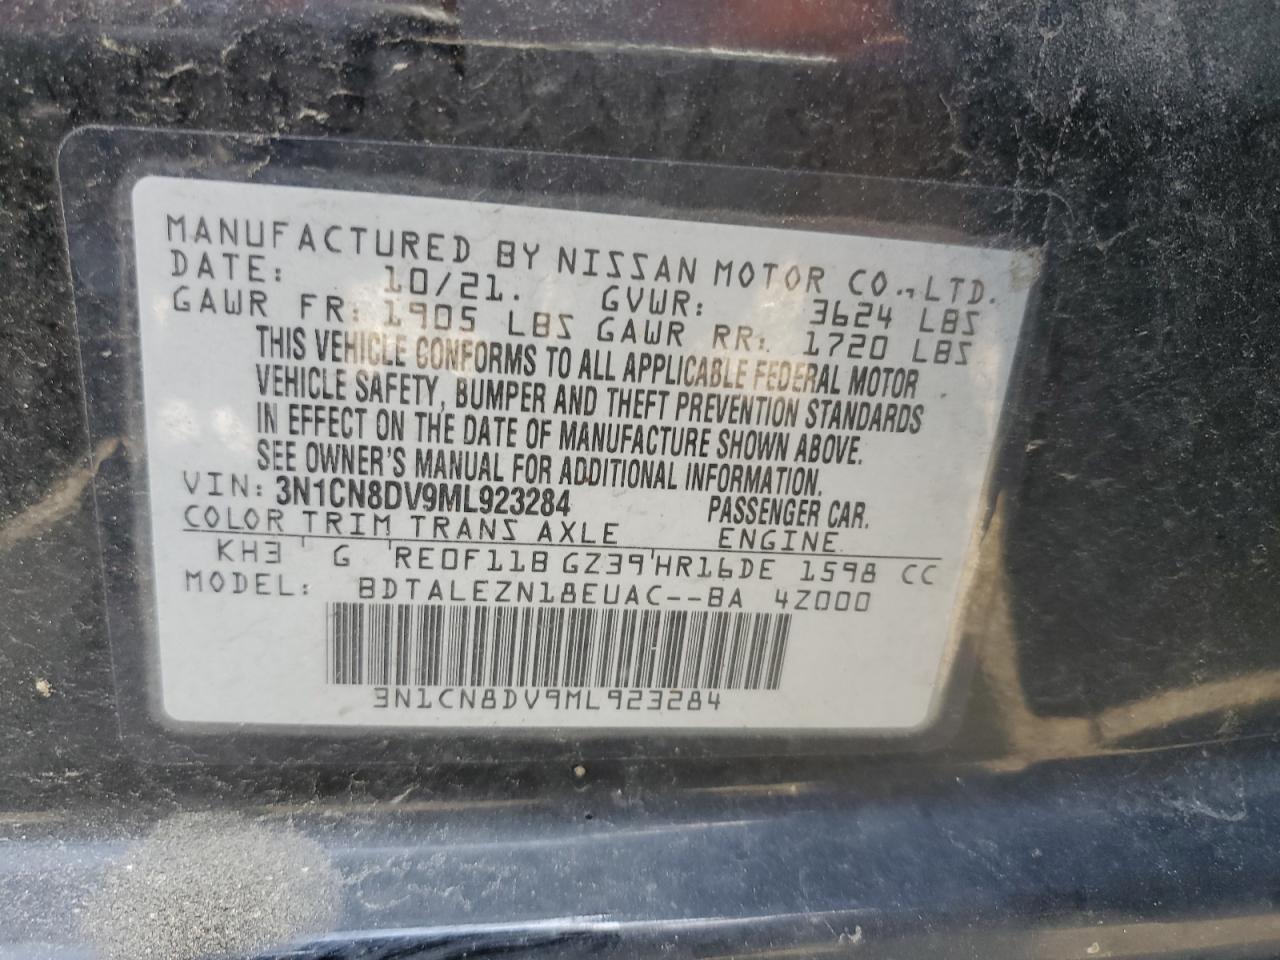 MANUFACTURED BY NISSAN MOTOR CO.,LTD.
DATE: 10/21. GVWR: 3624 LBS
GAWR FR: 1905 LBS GAWR RR: 1720 LBS
THIS VEHICLE CONFORMS TO ALL APPLICABLE FEDERAL MOTOR
VEHICLE SAFETY, BUMPER AND THEFT PREVENTION STANDARDS
IN EFFECT ON THE DATE OF MANUFACTURE SHOWN ABOVE.
SEE OWNER'S MANUAL FOR ADDITIONAL INFORMATION.
VIN: 3N1CN8DV9ML923284 PASSENGER CAR.
COLOR TRIM TRANS AXLE ENGINE
KH3 G RE0F11B GZ39 HR16DE 1598 CC
MODEL: BDTALEZN18EUAC--BA 4Z000
3N1CN8DV9ML923284